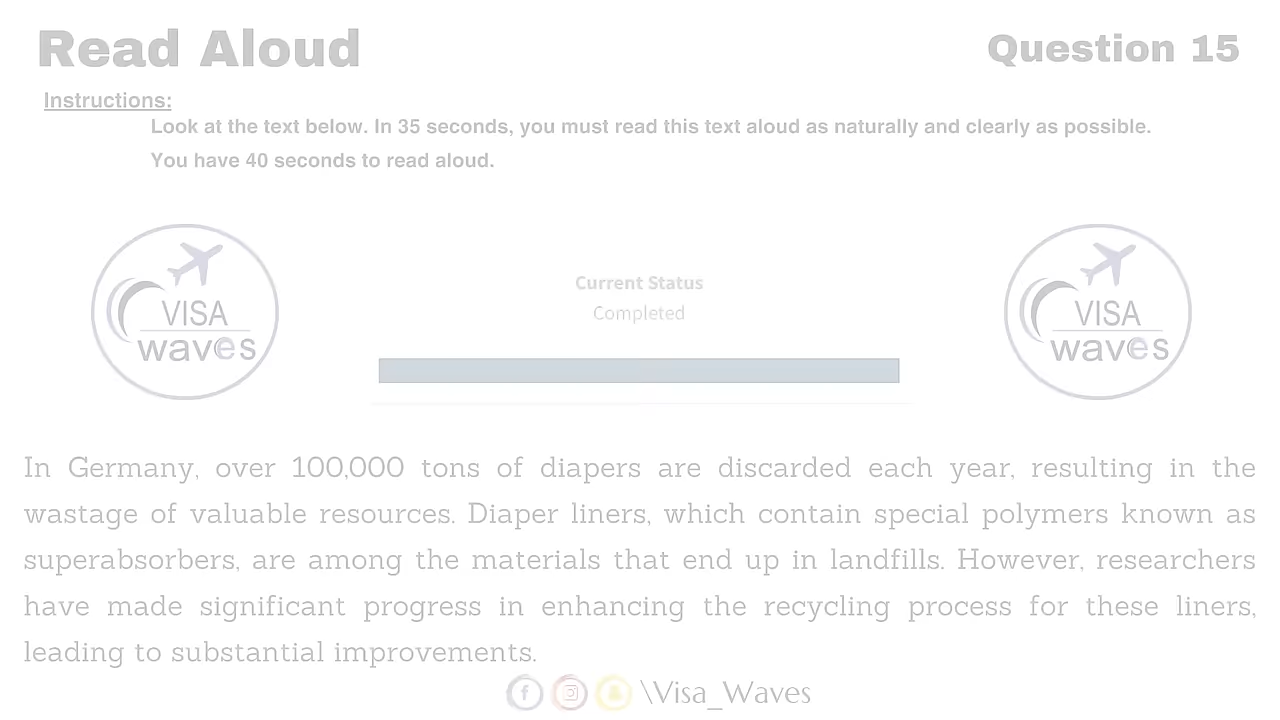 Read Aloud
Question 15
Instructions:
Look at the text below. In 35 seconds, you must read this text aloud as naturally and clearly as possible.
You have 40 seconds to read aloud.
VISA
waves
Current Status
Completed
VISA
waves
In Germany, over 100,000 tons of diapers are discarded each year, resulting in the
wastage of valuable resources. Diaper liners, which contain special polymers known as
superabsorbers, are among the materials that end up in landfills. However, researchers
have made significant progress in enhancing the recycling process for these liners,
leading to substantial improvements.
\Visa_Waves